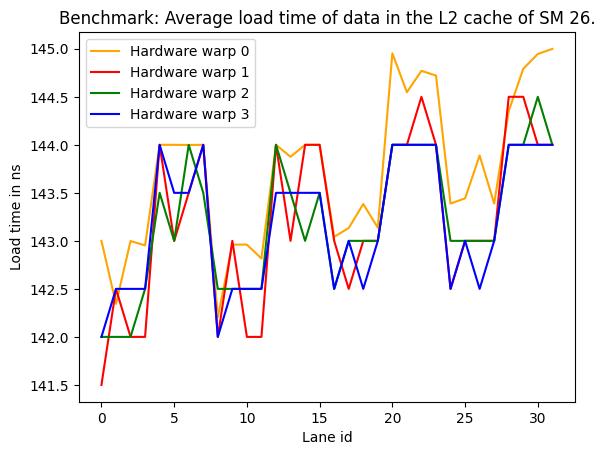 Benchmark: Average load time of data in the L2 cache of SM 26.
Hardware warp 0
Hardware warp 1
Hardware warp 2
Hardware warp 3
Load time in ns
145.0
144.5
144.0
143.5
143.0
142.5
142.0
141.5
0 5 10 15 20 25 30
Lane id